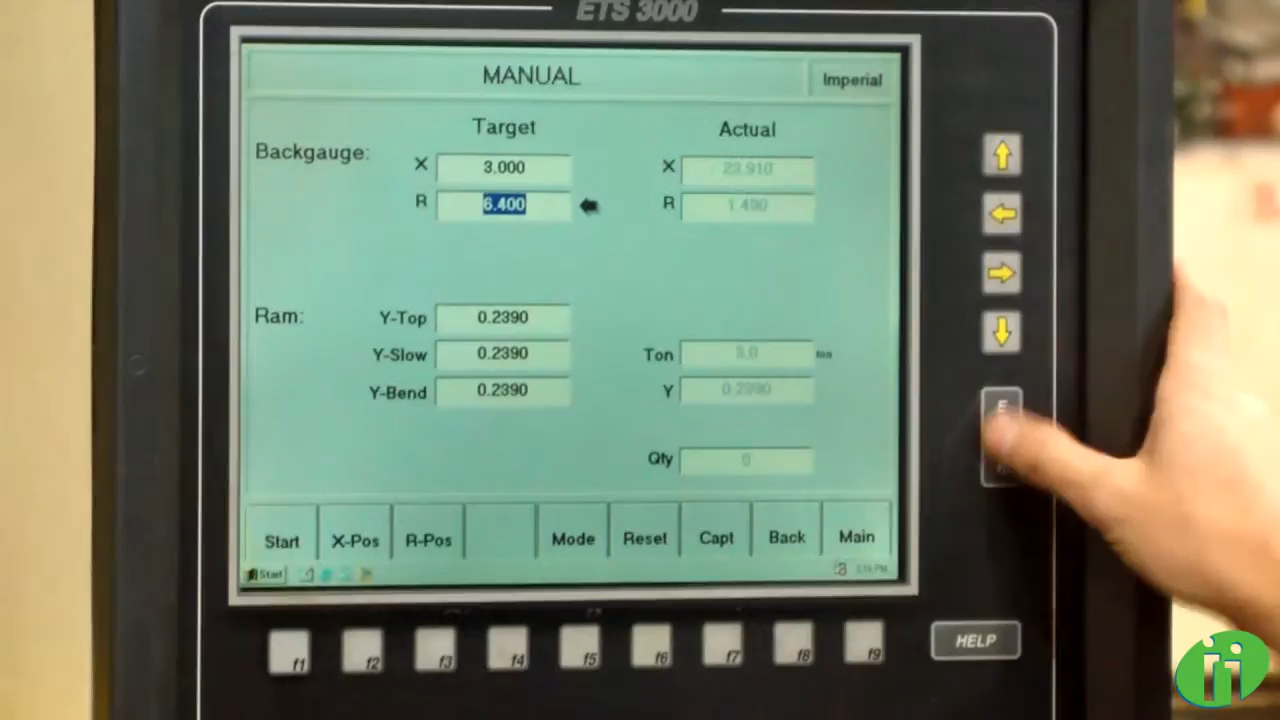 ETS 3000
MANUAL
Imperial
Target
Actual
Backgauge:
X
3.000
X
23.910
R
6.400
R
1.490
Ram:
Y-Top
0.2390
Y-Slow
0.2390
Ton
3.0
ton
Y-Bend
0.2390
Y
0.2390
Qty
0
Start
X-Pos
R-Pos
Mode
Reset
Capt
Back
Main
Start
f1
f2
f3
f4
f5
f6
f7
f8
f9
HELP